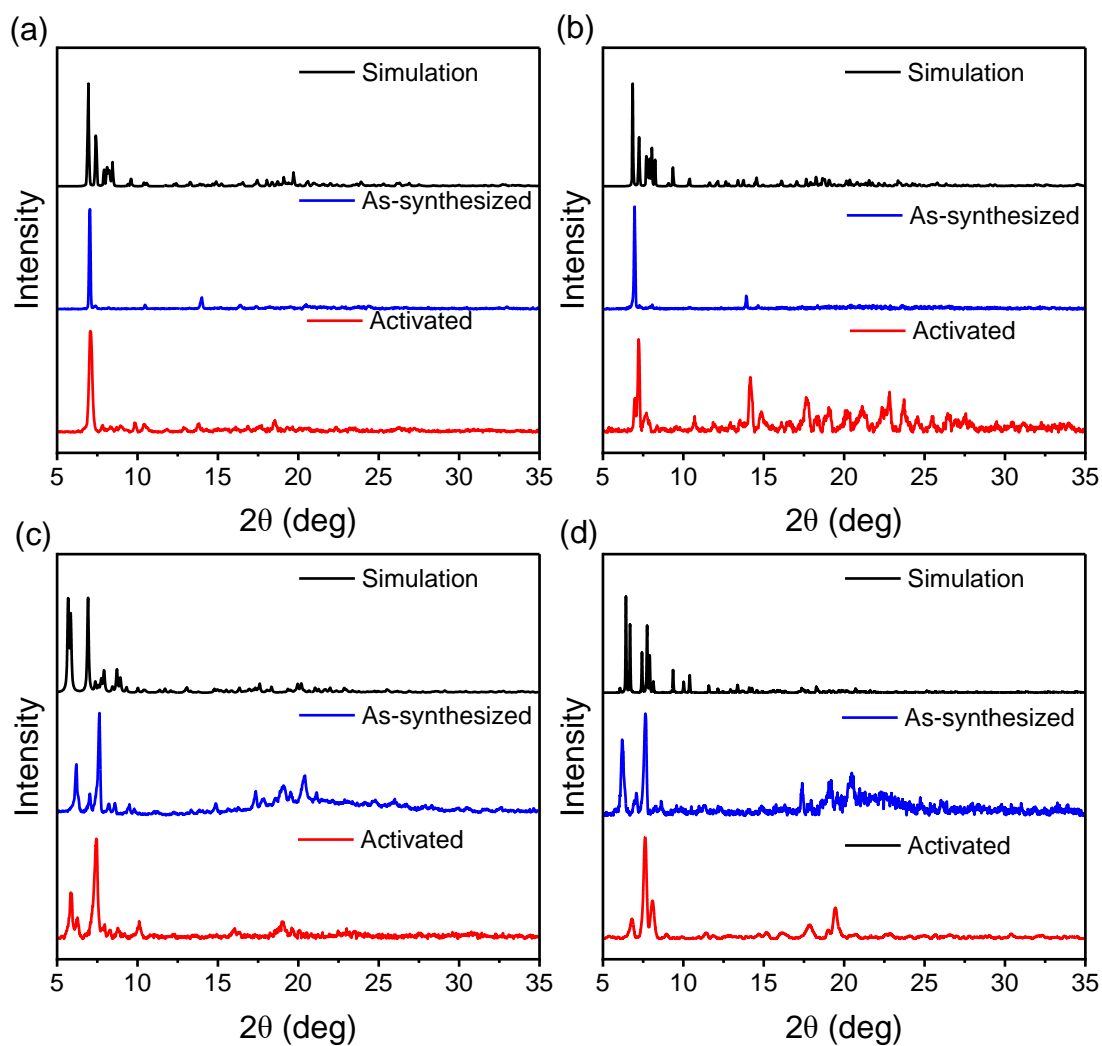 (a)
Simulation
As-synthesized
Activated
Intensity
5 10 15 20 25 30 35
2θ (deg)
(b)
Simulation
As-synthesized
Activated
Intensity
5 10 15 20 25 30 35
2θ (deg)
(c)
Simulation
As-synthesized
Activated
Intensity
5 10 15 20 25 30 35
2θ (deg)
(d)
Simulation
As-synthesized
Activated
Intensity
5 10 15 20 25 30 35
2θ (deg)